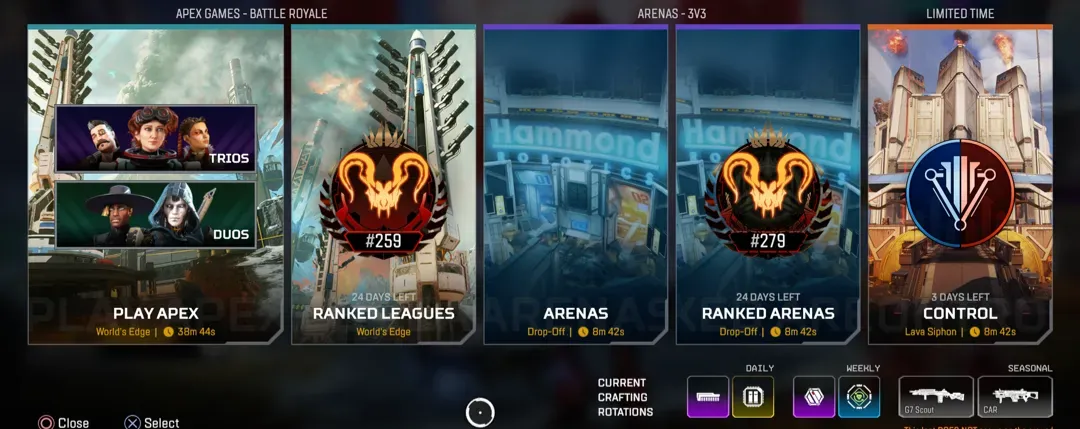 APEX GAMES - BATTLE ROYALE
ARENAS - 3V3
LIMITED TIME
TRIOS
DUOS
PLAY APEX
World's Edge | 38m 44s
#259
24 DAYS LEFT
RANKED LEAGUES
World's Edge
Hammond
ARENAS
Drop-Off | 8m 42s
#279
24 DAYS LEFT
RANKED ARENAS
Drop-Off | 8m 42s
3 DAYS LEFT
CONTROL
Lava Siphon | 8m 42s
CURRENT
CRAFTING
ROTATIONS
DAILY
WEEKLY
SEASONAL
G7 Scout
CAR
Close
Select